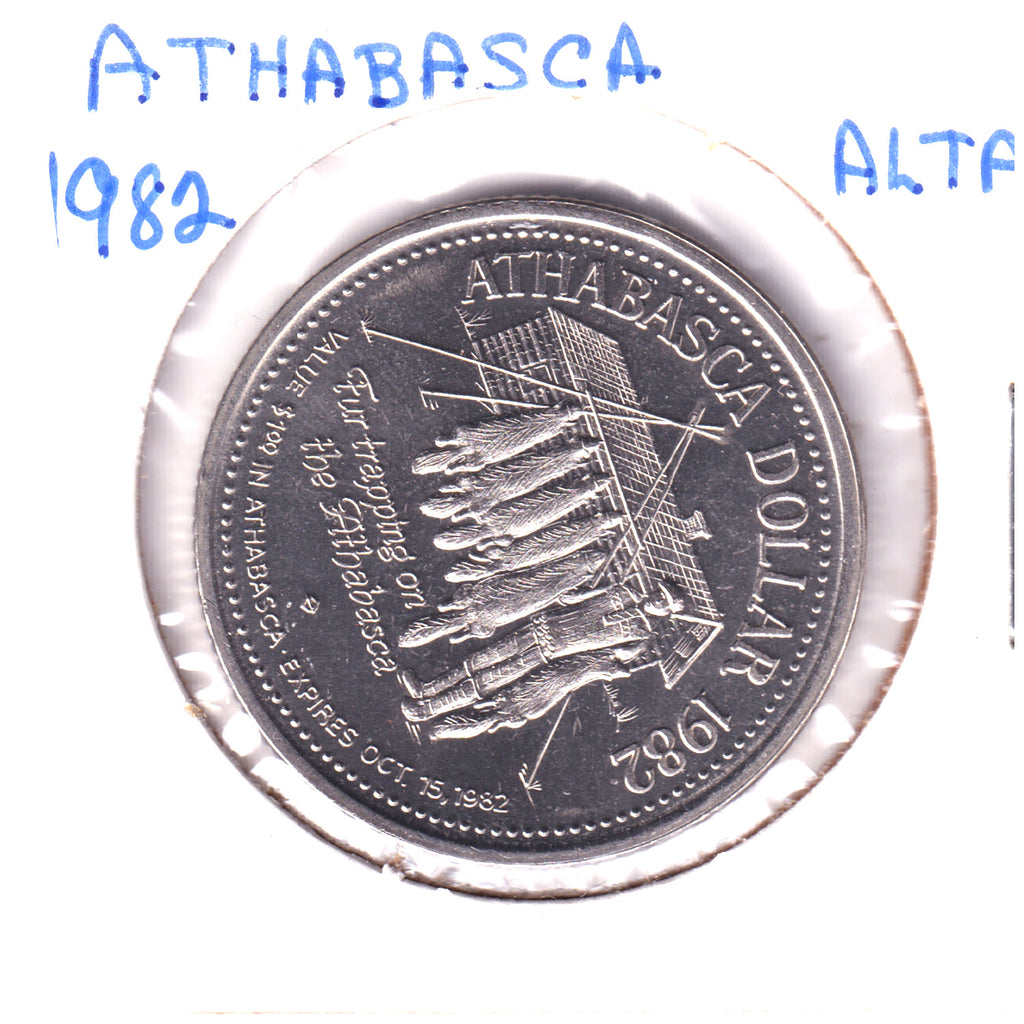 ATHABASCA
1982
ALTA
ATHABASCA DOLLAR 1982
Fur trapping on
the Athabasca
VALUE $1.00 IN ATHABASCA · EXPIRES OCT. 15, 1982